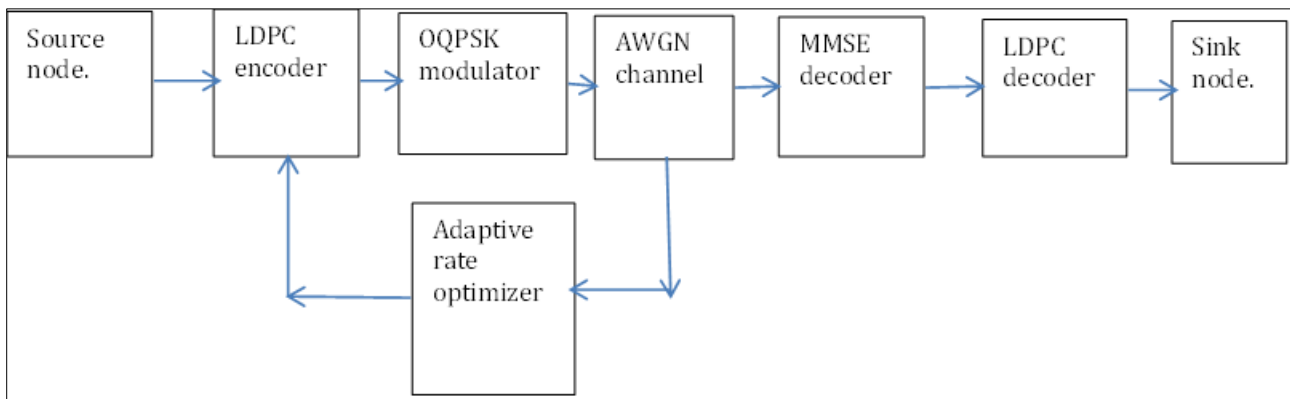 Source
node.
LDPC
encoder
OQPSK
modulator
AWGN
channel
MMSE
decoder
LDPC
decoder
Sink
node.
Adaptive
rate
optimizer